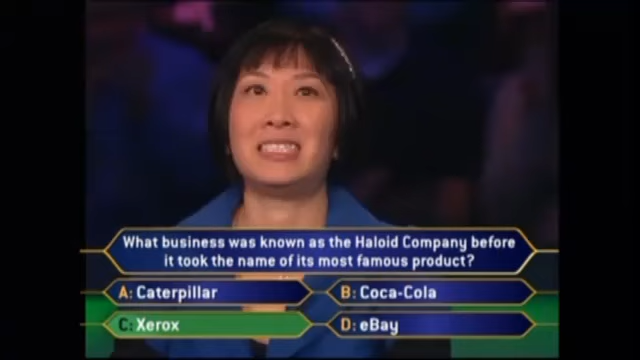 What business was known as the Haloid Company before
it took the name of its most famous product?
A: Caterpillar
B: Coca-Cola
C: Xerox
D: eBay